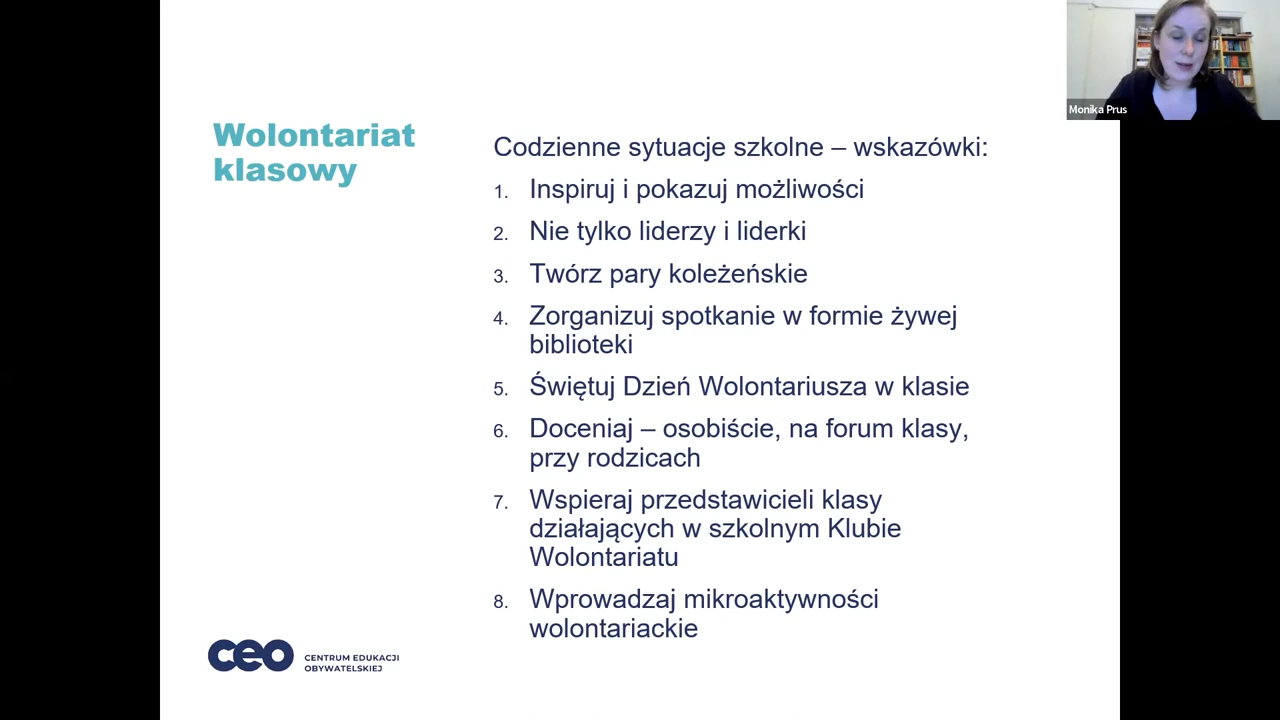 Monika Prus
Wolontariat
klasowy
Codzienne sytuacje szkolne – wskazówki:
1. Inspiruj i pokazuj możliwości
2. Nie tylko liderzy i liderki
3. Twórz pary koleżeńskie
4. Zorganizuj spotkanie w formie żywej
biblioteki
5. Świętuj Dzień Wolontariusza w klasie
6. Doceniaj – osobiście, na forum klasy,
przy rodzicach
7. Wspieraj przedstawicieli klasy
działających w szkolnym Klubie
Wolontariatu
8. Wprowadzaj mikroaktywności
wolontariackie
ceo
CENTRUM EDUKACJI
OBYWATELSKIEJ